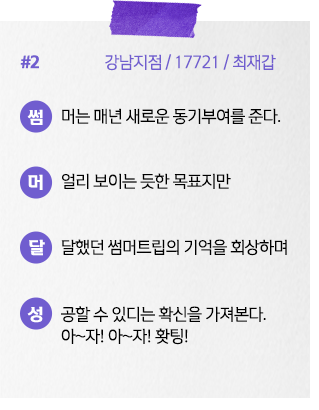 #2 강남지점 / 17721 / 최재갑
썸 머는 매년 새로운 동기부여를 준다.
머 얼리 보이는 듯한 목표지만
달 달했던 썸머트립의 기억을 회상하며
성 공할 수 있디는 확신을 가져본다.
아~자! 아~자! 홧팅!